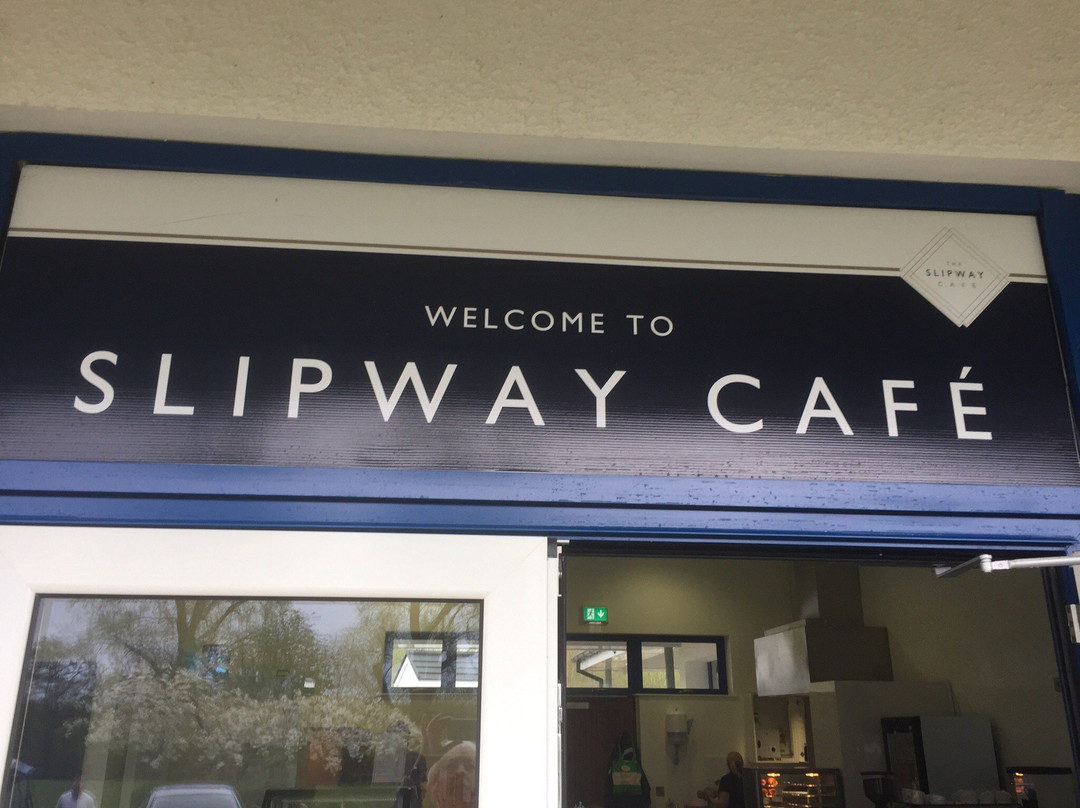 WELCOME TO
SLIPWAY CAFÉ
THE
SLIPWAY
CAFÉ